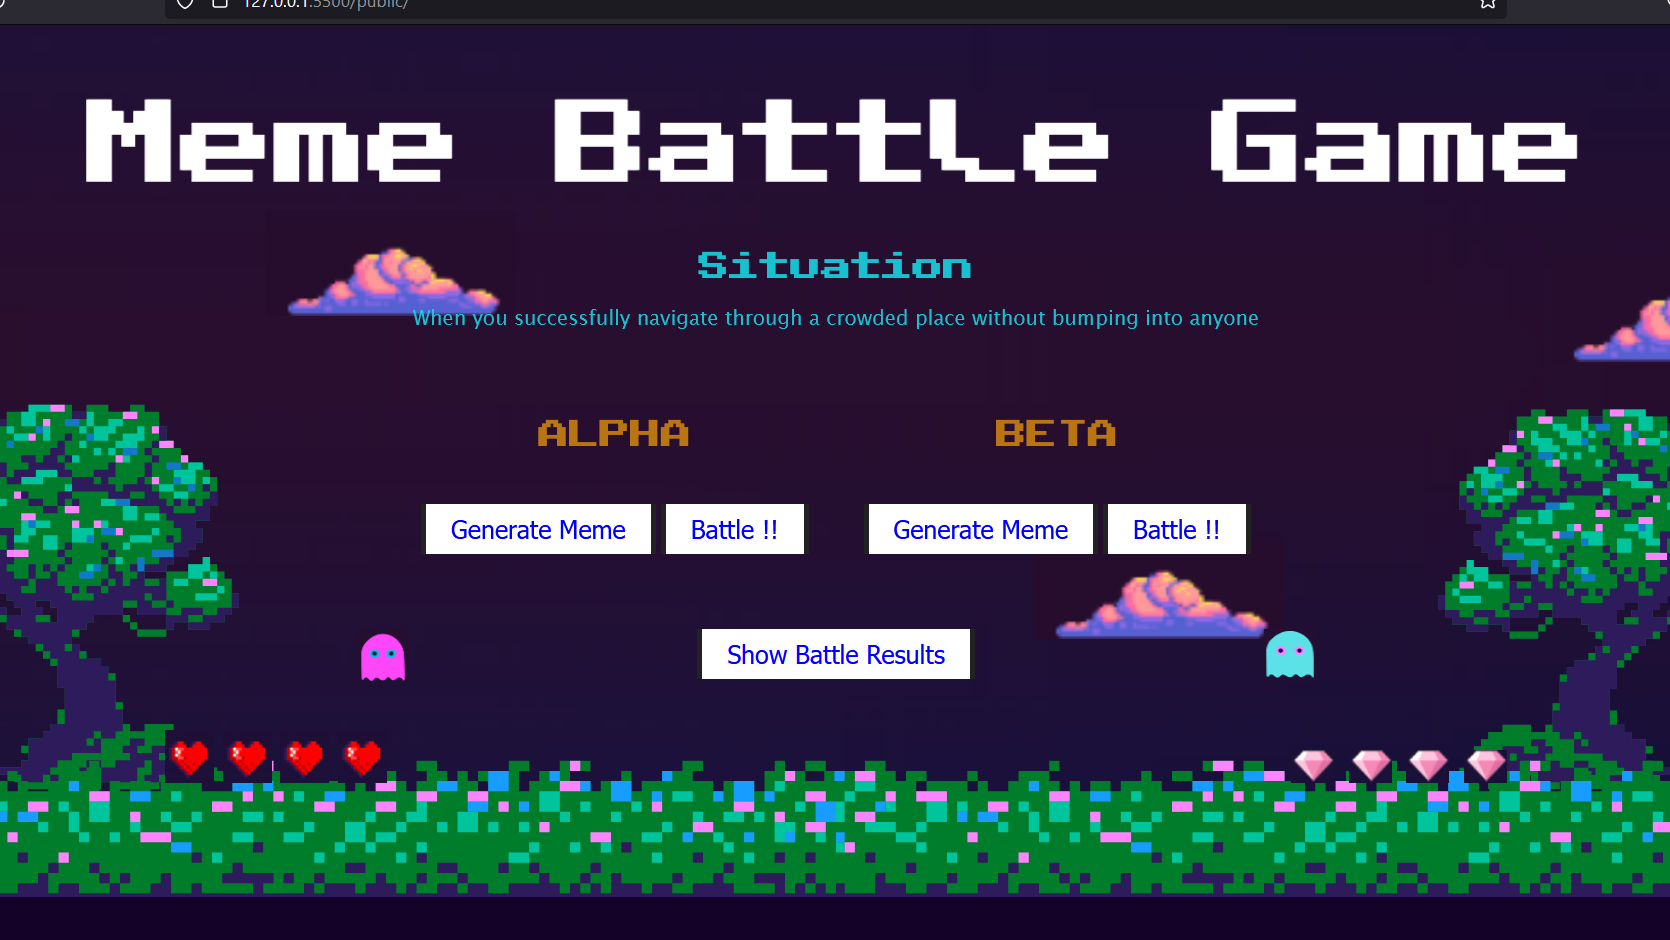 127.0.0.1:5500/public/
Meme Battle Game
Situation
When you successfully navigate through a crowded place without bumping into anyone
ALPHA BETA
Generate Meme Battle !! Generate Meme Battle !!
Show Battle Results